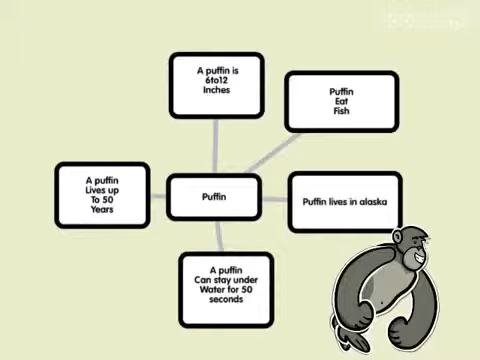 A puffin is
6to12
Inches
Puffin
Eat
Fish
A puffin
Lives up
To 50
Years
Puffin
Puffin lives in alaska
A puffin
Can stay under
Water for 50
seconds